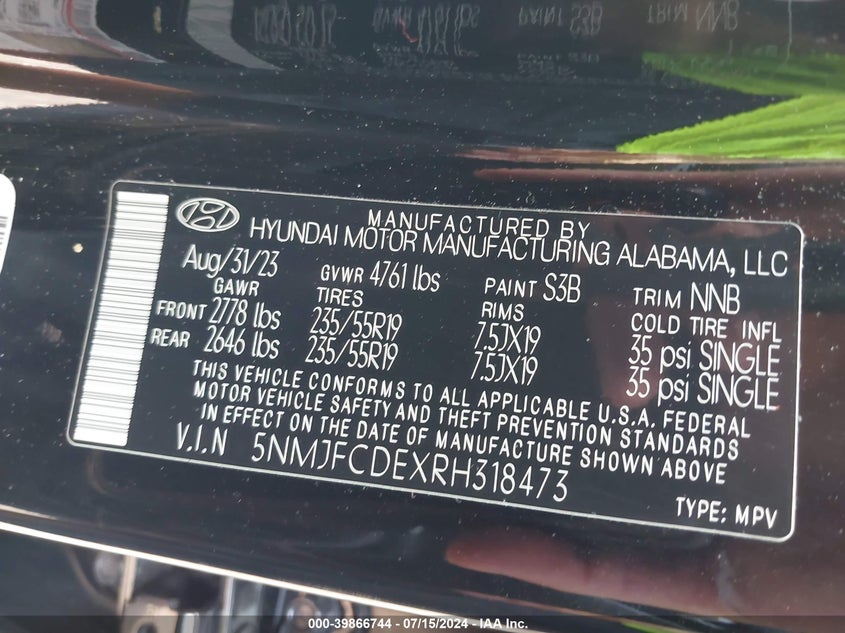 MANUFACTURED BY
HYUNDAI MOTOR MANUFACTURING ALABAMA, LLC
Aug/31/23 GVWR 4761 lbs PAINT S3B TRIM NNB
GAWR TIRES RIMS COLD TIRE INFL
FRONT 2778 lbs 235/55R19 7.5JX19 35 psi SINGLE
REAR 2646 lbs 235/55R19 7.5JX19 35 psi SINGLE
THIS VEHICLE CONFORMS TO ALL APPLICABLE U.S.A. FEDERAL
MOTOR VEHICLE SAFETY AND THEFT PREVENTION STANDARDS
IN EFFECT ON THE DATE OF MANUFACTURE SHOWN ABOVE
V.I.N 5NMJFCDEXRH318473
TYPE: MPV
000-39866744 - 07/15/2024 - IAA Inc.